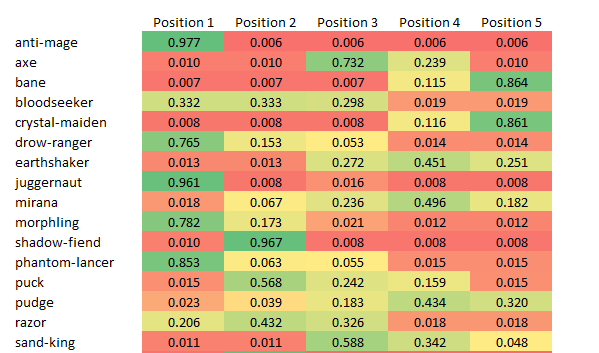 Position 1 Position 2 Position 3 Position 4 Position 5
anti-mage 0.977 0.006 0.006 0.006 0.006
axe 0.010 0.010 0.732 0.239 0.010
bane 0.007 0.007 0.007 0.115 0.864
bloodseeker 0.332 0.333 0.298 0.019 0.019
crystal-maiden 0.008 0.008 0.008 0.116 0.861
drow-ranger 0.765 0.153 0.053 0.014 0.014
earthshaker 0.013 0.013 0.272 0.451 0.251
juggernaut 0.961 0.008 0.016 0.008 0.008
mirana 0.018 0.067 0.236 0.496 0.182
morphling 0.782 0.173 0.021 0.012 0.012
shadow-fiend 0.010 0.967 0.008 0.008 0.008
phantom-lancer 0.853 0.063 0.055 0.015 0.015
puck 0.015 0.568 0.242 0.159 0.015
pudge 0.023 0.039 0.183 0.434 0.320
razor 0.206 0.432 0.326 0.018 0.018
sand-king 0.011 0.011 0.588 0.342 0.048